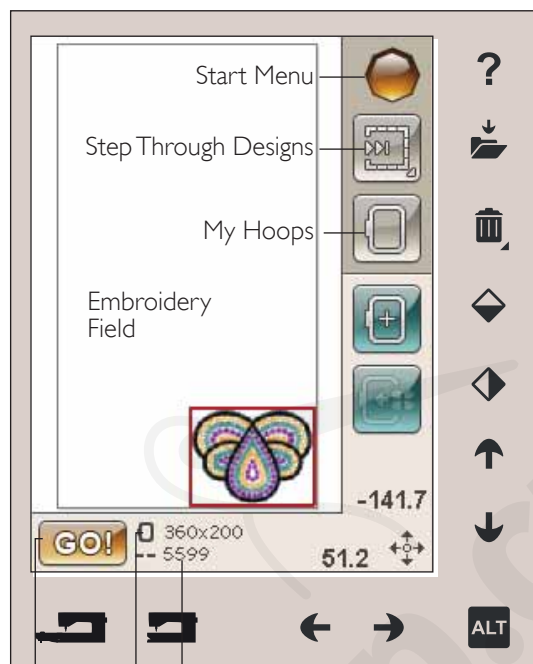 ?
Start Menu
Step Through Designs
My Hoops
Embroidery
Field
-141.7
GO!
360x200
5599
51.2
ALT